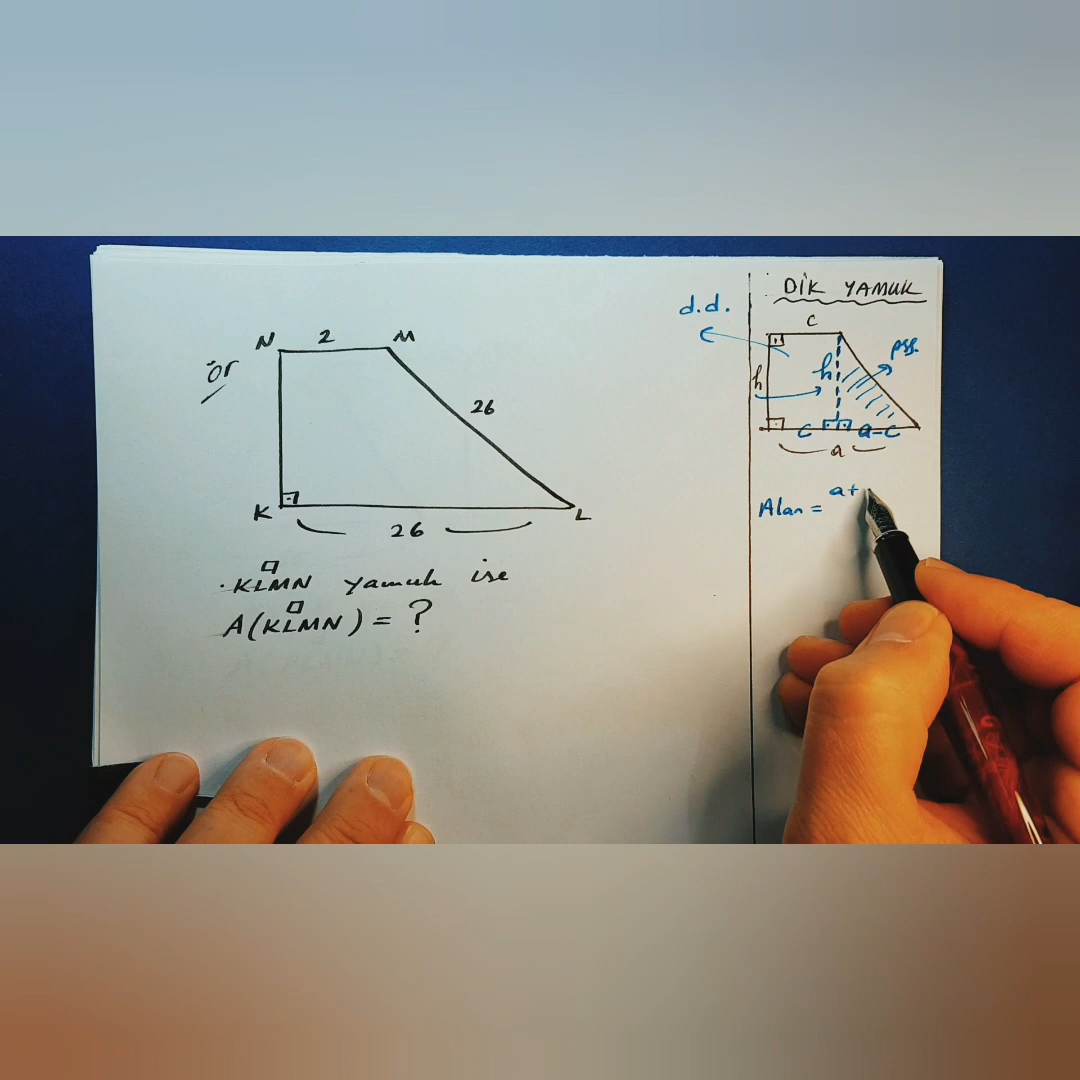 ör
N 2 M
26
K L
26
KLMN yamuk ise
A(KLMN) = ?
DİK YAMUK
d.d.
c
h h pss.
c a-c
a
Alan = a+